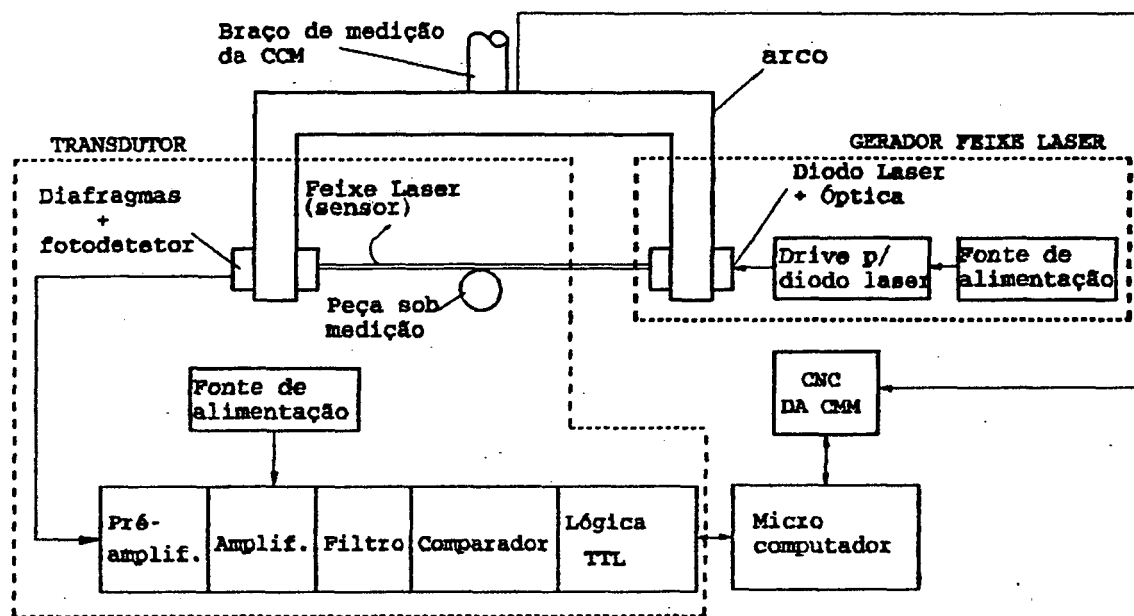 Braço de medição
da CCM
arco
TRANSDUTOR
GERADOR FEIXE LASER
Diafragmas
+
fotodetetor
Feixe Laser
(sensor)
Diodo Laser
+ Óptica
Drive p/
diodo laser
Fonte de
alimentação
Peça sob
medição
Fonte de
alimentação
CNC
DA CMM
Pré-
amplif.
Amplif.
Filtro
Comparador
Lógica
TTL
Micro
computador